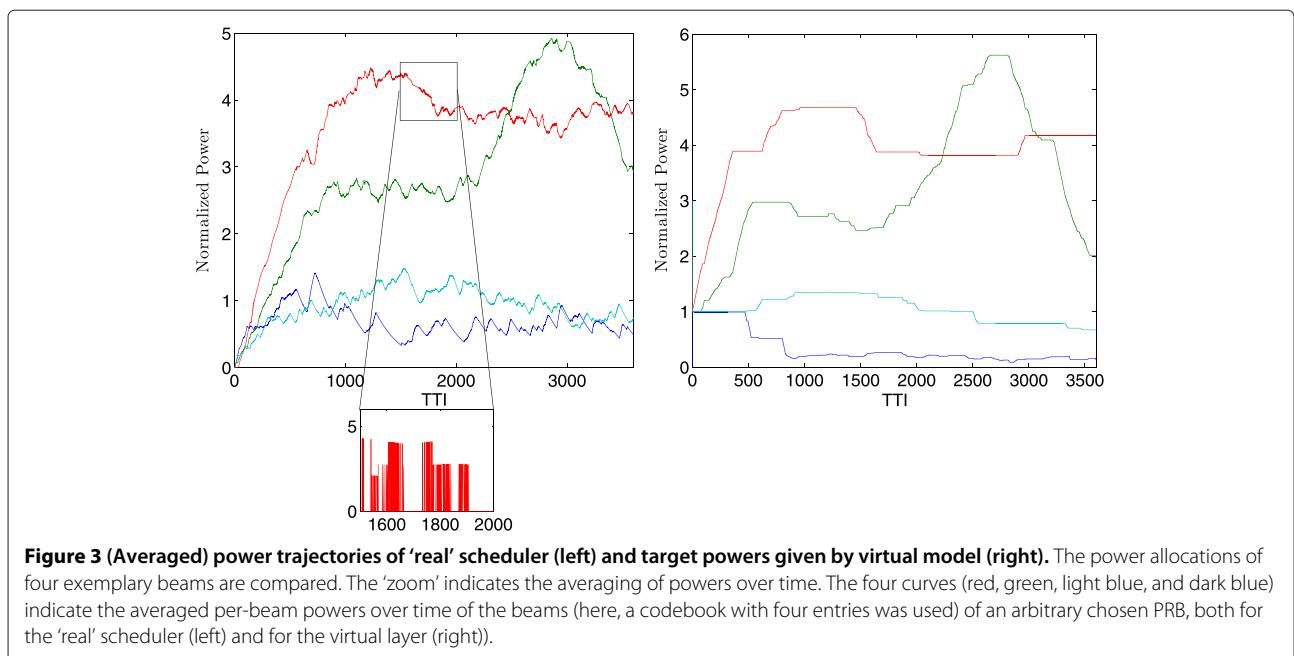 5
4
3
2
1
0
Normalized Power
0 1000 2000 3000
TTI
5
0
1600 1800 2000
6
5
4
3
2
1
0
Normalized Power
0 500 1000 1500 2000 2500 3000 3500
TTI
Figure 3 (Averaged) power trajectories of ‘real’ scheduler (left) and target powers given by virtual model (right). The power allocations of
four exemplary beams are compared. The ‘zoom’ indicates the averaging of powers over time. The four curves (red, green, light blue, and dark blue)
indicate the averaged per-beam powers over time of the beams (here, a codebook with four entries was used) of an arbitrary chosen PRB, both for
the ‘real’ scheduler (left) and for the virtual layer (right)).